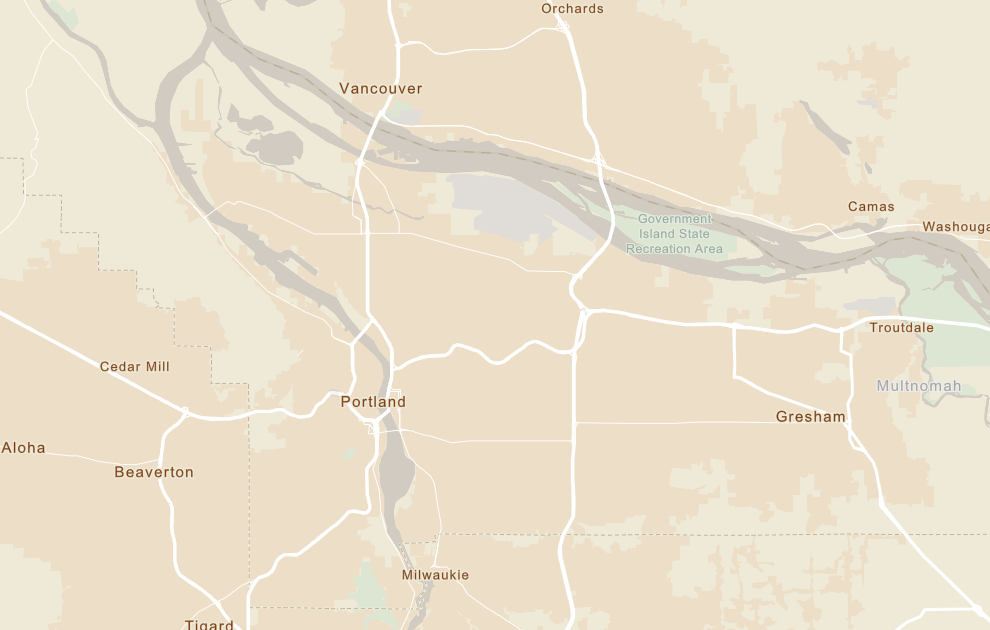 Orchards
Vancouver
Camas
Government
Island State
Recreation Area
Washouga
Troutdale
Cedar Mill
Multnomah
Portland
Gresham
Aloha
Beaverton
Milwaukie
Tigard